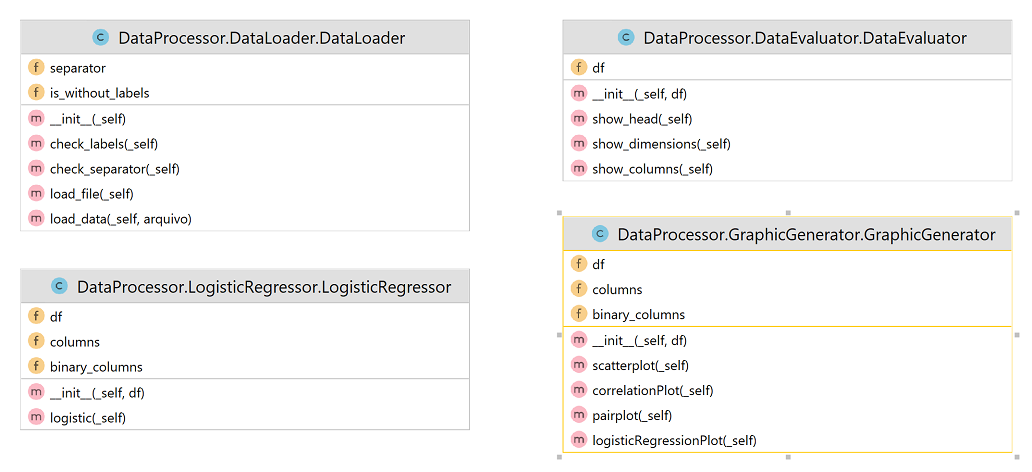 C DataProcessor.DataLoader.DataLoader
f separator
f is_without_labels
m __init__(_self)
m check_labels(_self)
m check_separator(_self)
m load_file(_self)
m load_data(_self, arquivo)
C DataProcessor.DataEvaluator.DataEvaluator
f df
m __init__(_self, df)
m show_head(_self)
m show_dimensions(_self)
m show_columns(_self)
C DataProcessor.LogisticRegressor.LogisticRegressor
f df
f columns
f binary_columns
m __init__(_self, df)
m logistic(_self)
C DataProcessor.GraphicGenerator.GraphicGenerator
f df
f columns
f binary_columns
m __init__(_self, df)
m scatterplot(_self)
m correlationPlot(_self)
m pairplot(_self)
m logisticRegressionPlot(_self)